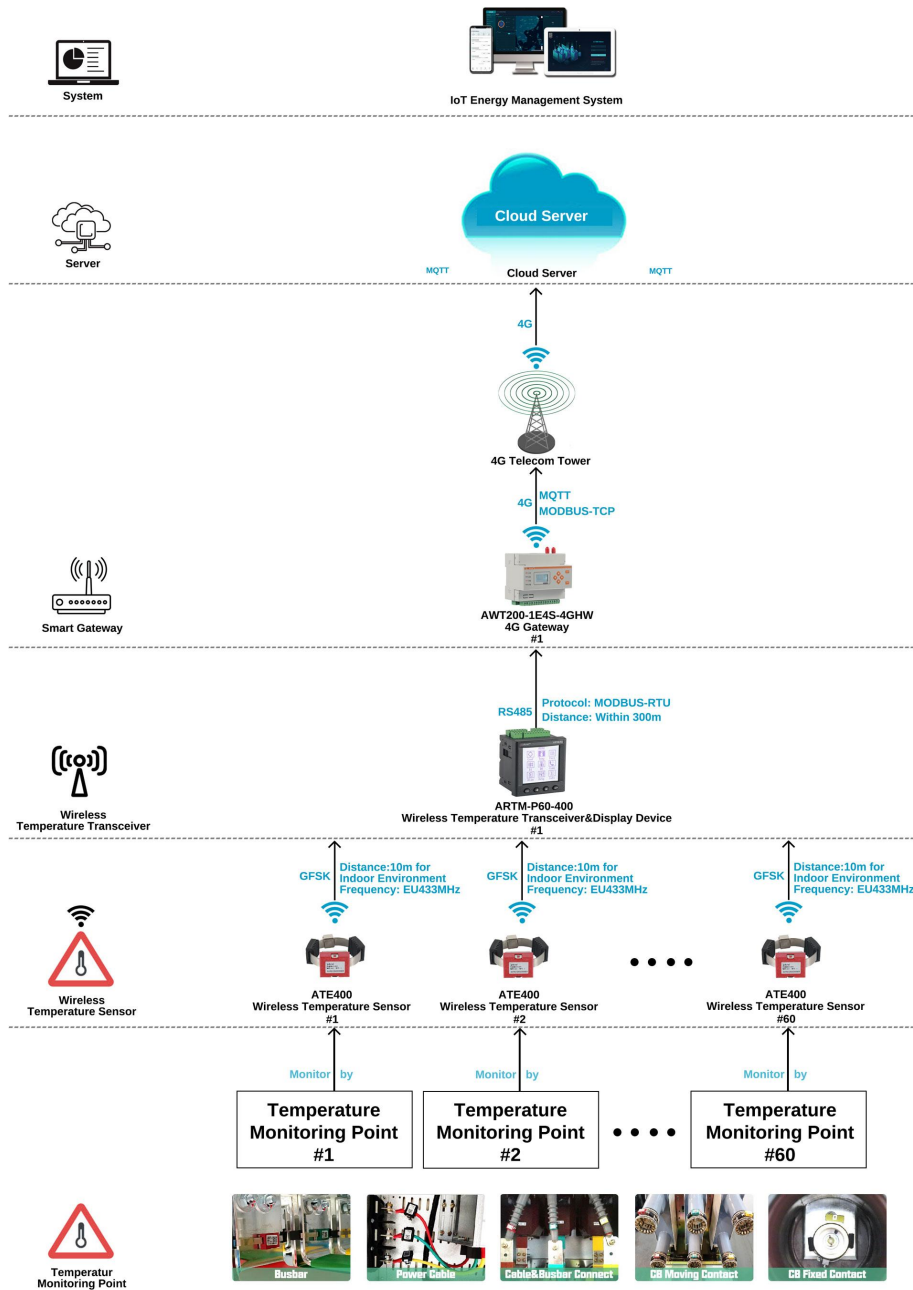 System
IoT Energy Management System
Cloud Server
Server
MQTT
Cloud Server
MQTT
4G
4G Telecom Tower
4G
MQTT
MODBUS-TCP
Smart Gateway
AWT200-1E4S-4GHW
4G Gateway
#1
RS485
Protocol: MODBUS-RTU
Distance: Within 300m
Wireless
Temperature Transceiver
ARTM-P60-400
Wireless Temperature Transceiver&Display Device
#1
GFSK
Distance:10m for
Indoor Environment
Frequency: EU433MHz
GFSK
Distance:10m for
Indoor Environment
Frequency: EU433MHz
GFSK
Distance:10m for
Indoor Environment
Frequency: EU433MHz
Wireless
Temperature Sensor
ATE400
Wireless Temperature Sensor
#1
ATE400
Wireless Temperature Sensor
#2
ATE400
Wireless Temperature Sensor
#60
Monitor by
Monitor by
Monitor by
Temperature
Monitoring Point
#1
Temperature
Monitoring Point
#2
Temperature
Monitoring Point
#60
Temperatur
Monitoring Point
Busbar
Power Cable
Cable&Busbar Connect
CB Moving Contact
CB Fixed Contact